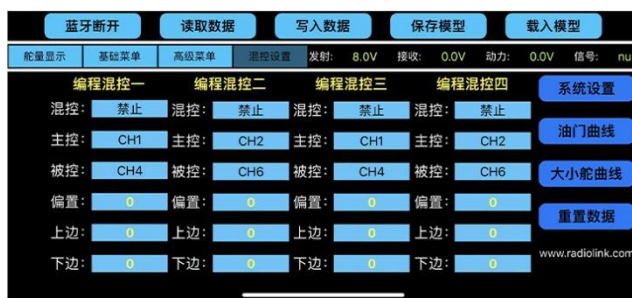 蓝牙断开 读取数据 写入数据 保存模型 载入模型
舵量显示 基础菜单 高级菜单 混控设置 发射: 8.0V 接收: 0.0V 动力: 0.0V 信号: nu
编程混控一 编程混控二 编程混控三 编程混控四 系统设置
混控: 禁止 混控: 禁止 混控: 禁止 混控: 禁止
主控: CH1 主控: CH2 主控: CH1 主控: CH2 油门曲线
被控: CH4 被控: CH6 被控: CH4 被控: CH6 大小舵曲线
偏置: 0 偏置: 0 偏置: 0 偏置: 0 重置数据
上边: 0 上边: 0 上边: 0 上边: 0
www.radiolink.com
下边: 0 下边: 0 下边: 0 下边: 0